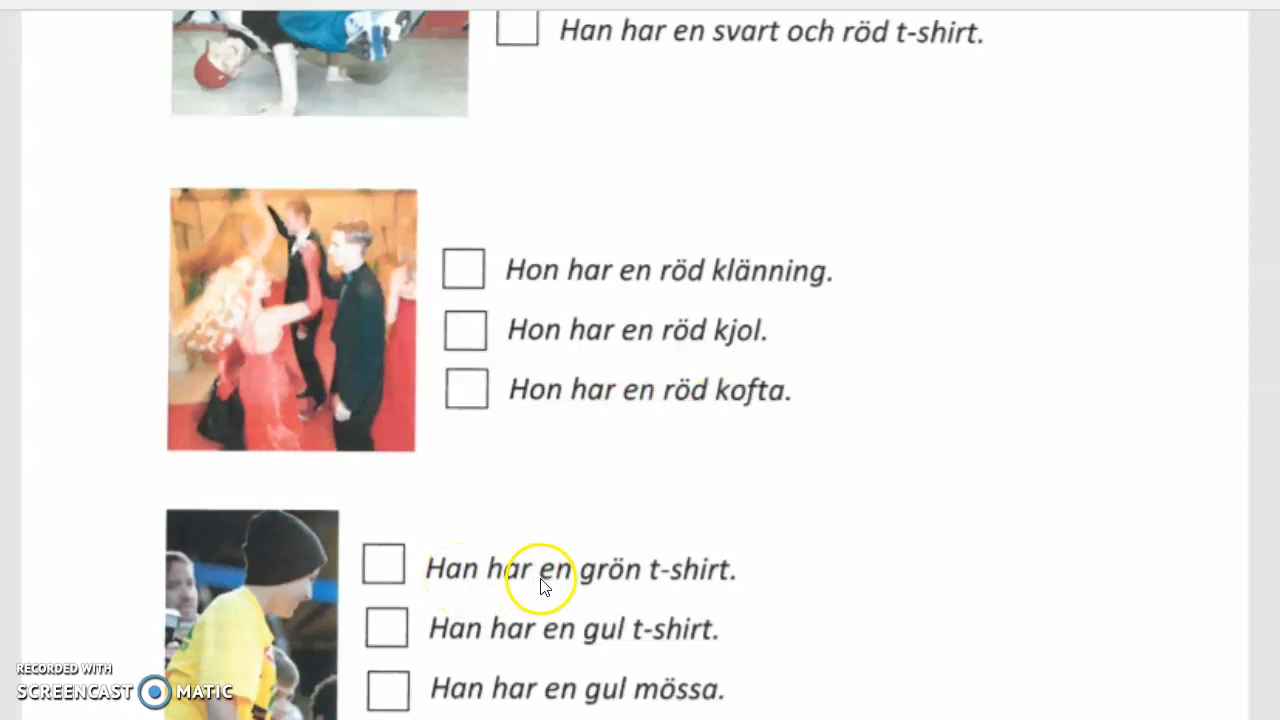 Han har en svart och röd t-shirt.
Hon har en röd klänning.
Hon har en röd kjol.
Hon har en röd kofta.
Han har en grön t-shirt.
Han har en gul t-shirt.
Han har en gul mössa.
RECORDED WITH
SCREENCAST MATIC